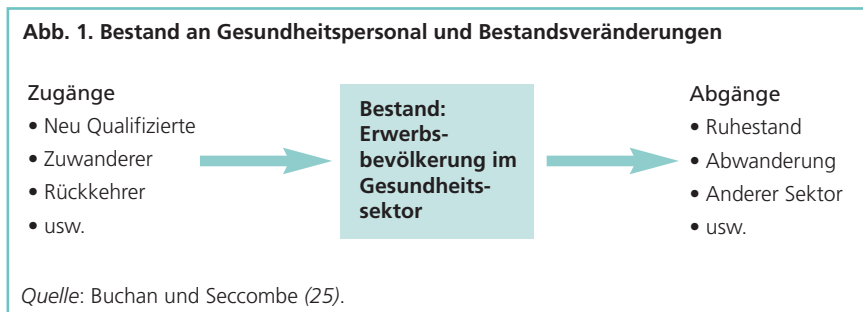 Abb. 1. Bestand an Gesundheitspersonal und Bestandsveränderungen
Zugänge
• Neu Qualifizierte
• Zuwanderer
• Rückkehrer
• usw.
Bestand:
Erwerbs-
bevölkerung im
Gesundheits-
sektor
Abgänge
• Ruhestand
• Abwanderung
• Anderer Sektor
• usw.
Quelle: Buchan und Seccombe (25).